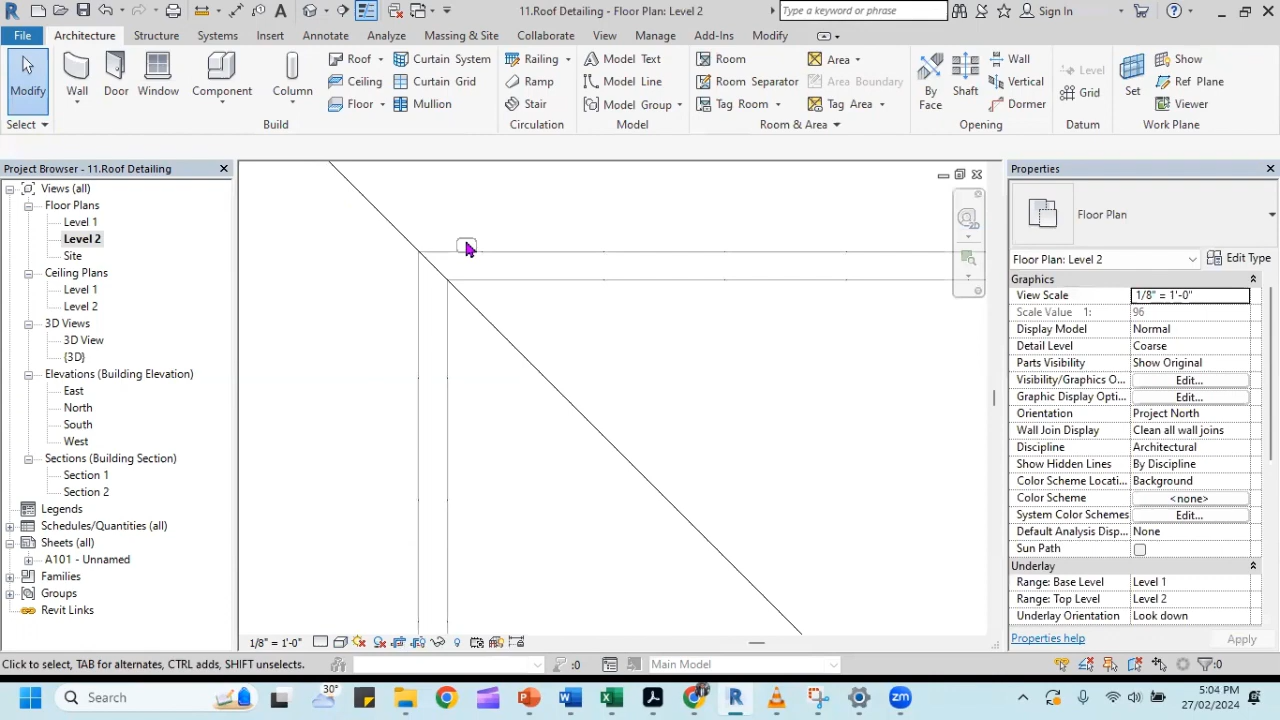 11.Roof Detailing - Floor Plan: Level 2
Type a keyword or phrase
Sign In
File Architecture Structure Systems Insert Annotate Analyze Massing & Site Collaborate View Manage Add-Ins Modify
Modify Wall Door Window Component Column
Roof Curtain System Railing Model Text Room Area Wall Show
Ceiling Curtain Grid Ramp Model Line Room Separator Area Boundary Vertical Level Ref Plane
Floor Mullion Stair Model Group Tag Room Tag Area Dormer Grid Viewer
By Face Shaft Set
Select Build Circulation Model Room & Area Opening Datum Work Plane
Project Browser - 11.Roof Detailing
Views (all)
Floor Plans
Level 1
Level 2
Site
Ceiling Plans
Level 1
Level 2
3D Views
3D View
{3D}
Elevations (Building Elevation)
East
North
South
West
Sections (Building Section)
Section 1
Section 2
Legends
Schedules/Quantities (all)
Sheets (all)
A101 - Unnamed
Families
Groups
Revit Links
2D
Properties
Floor Plan
Floor Plan: Level 2 Edit Type
Graphics
View Scale 1/8" = 1'-0"
Scale Value 1: 96
Display Model Normal
Detail Level Coarse
Parts Visibility Show Original
Visibility/Graphics O... Edit...
Graphic Display Opti... Edit...
Orientation Project North
Wall Join Display Clean all wall joins
Discipline Architectural
Show Hidden Lines By Discipline
Color Scheme Locati... Background
Color Scheme <none>
System Color Schemes Edit...
Default Analysis Disp... None
Sun Path
Underlay
Range: Base Level Level 1
Range: Top Level Level 2
Underlay Orientation Look down
Properties help Apply
1/8" = 1'-0"
Click to select, TAB for alternates, CTRL adds, SHIFT unselects.
:0 Main Model :0
Search 30° zm 5:04 PM
27/02/2024